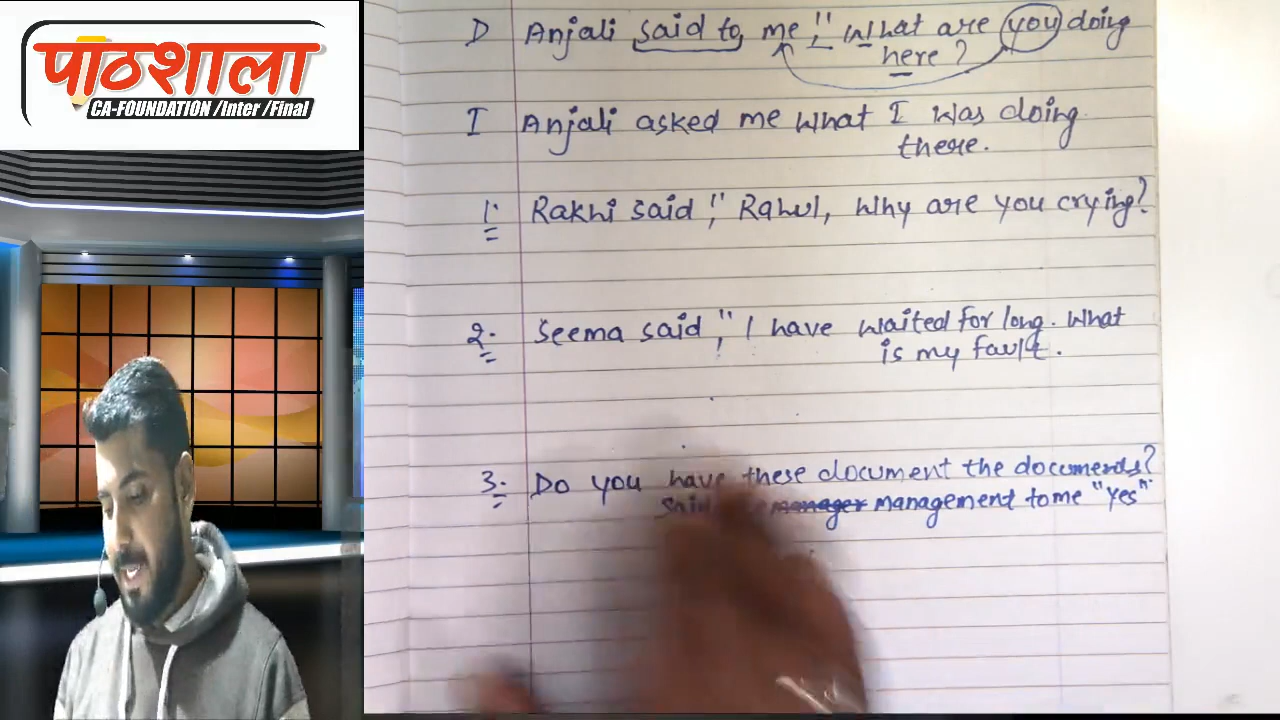 पाठशाला
CA-FOUNDATION /Inter /Final
D Anjali said to me," What are you doing
here?
I Anjali asked me what I was doing
there.
1. Rakhi said," Rahul, Why are you crying?
2. Seema said," I have waited for long. What
is my fault.
3. Do you have these document the documents?
said manager management to me "Yes".